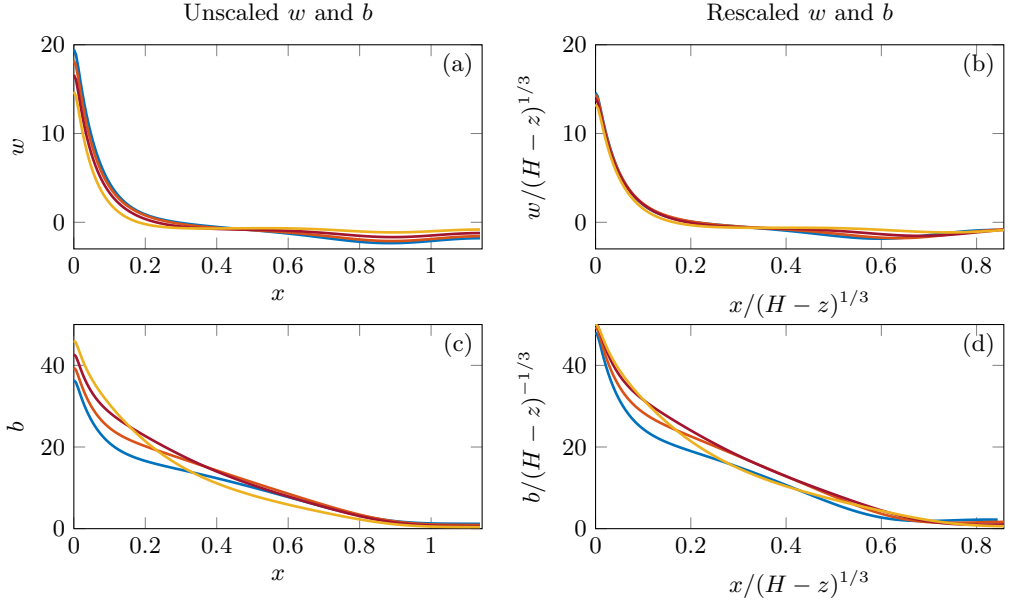 Unscaled w and b
Rescaled w and b
20
10
0
w
(a)
0 0.2 0.4 0.6 0.8 1
x
20
10
0
w/(H − z)^{1/3}
(b)
0 0.2 0.4 0.6 0.8
x/(H − z)^{1/3}
40
20
0
b
(c)
0 0.2 0.4 0.6 0.8 1
x
40
20
0
b/(H − z)^{−1/3}
(d)
0 0.2 0.4 0.6 0.8
x/(H − z)^{1/3}